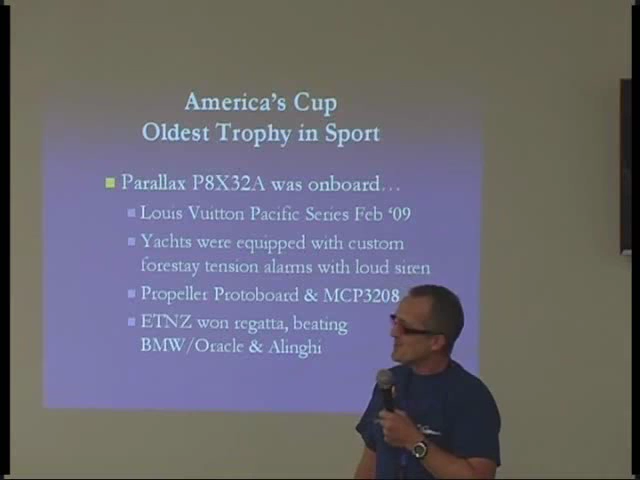 America's Cup
Oldest Trophy in Sport
Parallax P8X32A was onboard…
Louis Vuitton Pacific Series Feb ‘09
Yachts were equipped with custom
forestay tension alarms with loud siren
Propeller Protoboard & MCP3208
ETNZ won regatta, beating
BMW/Oracle & Alinghi